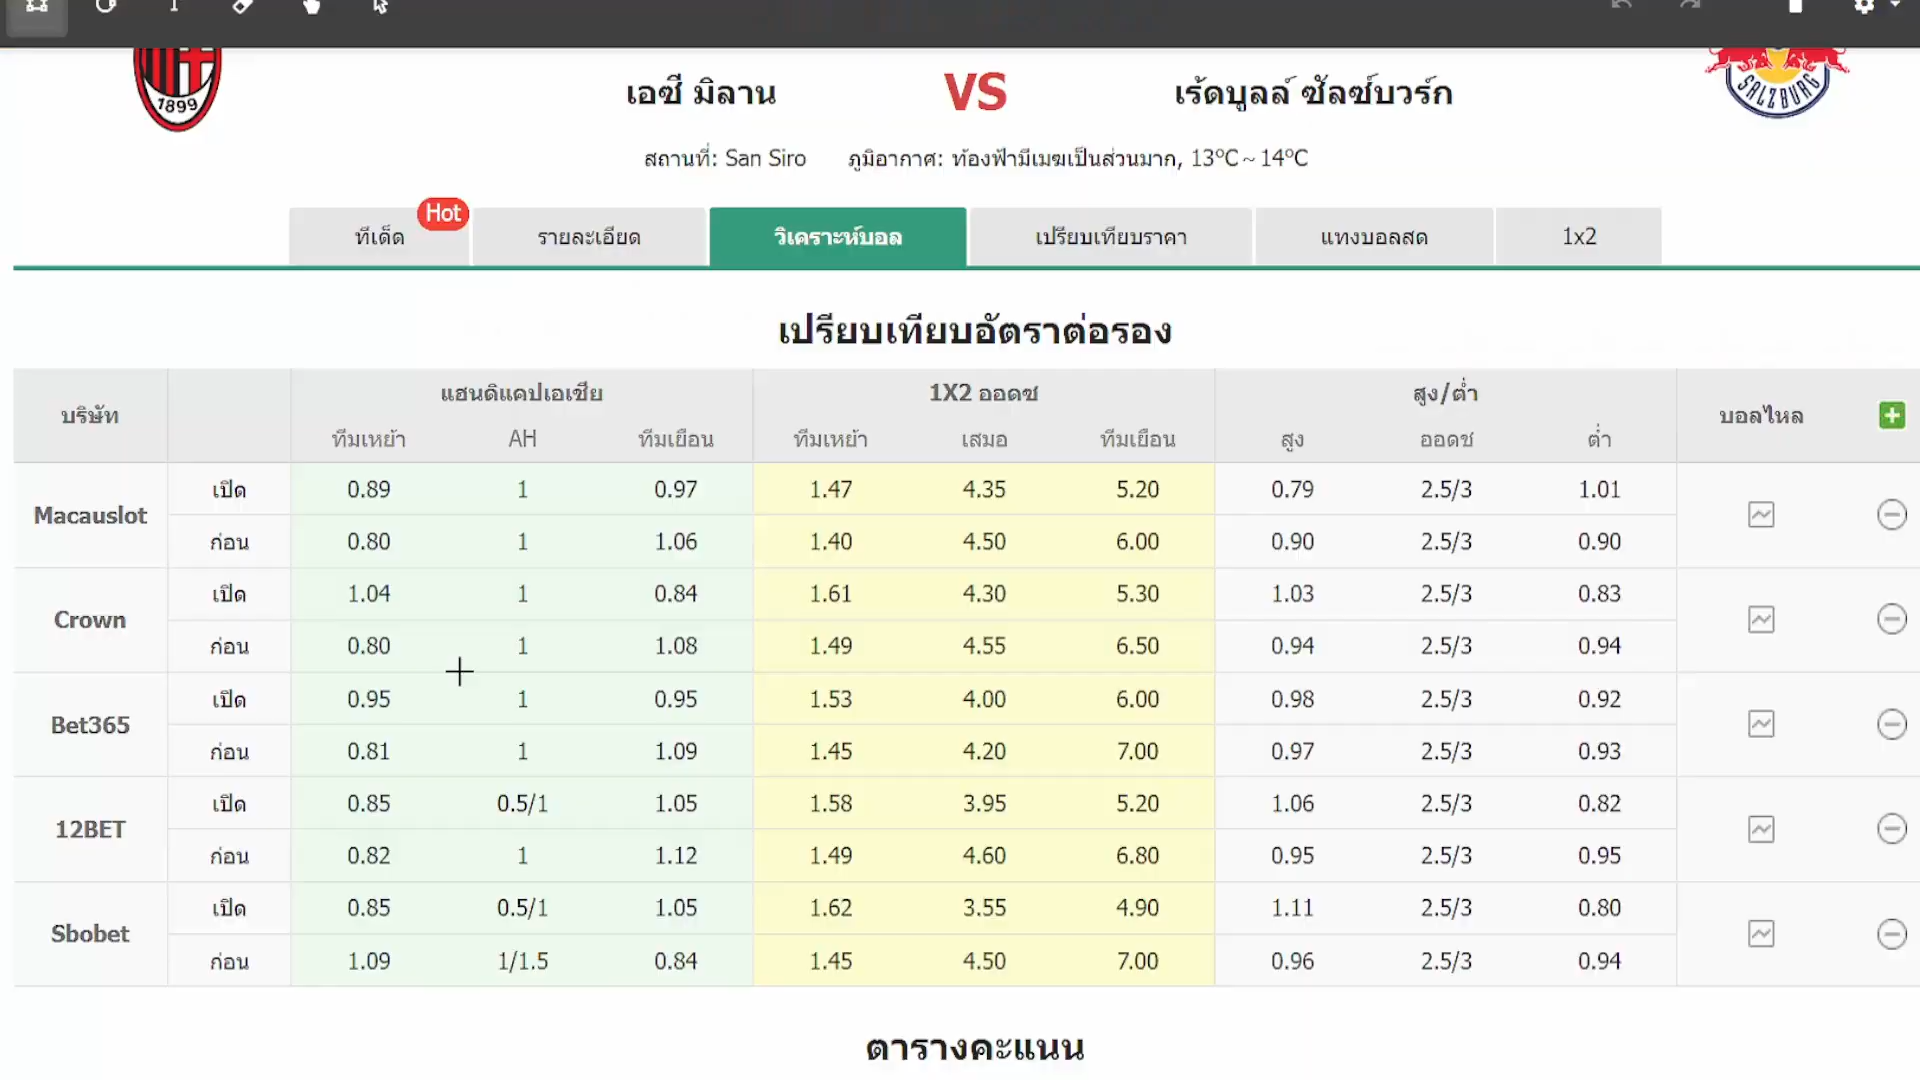 1899
SALZBURG
เอซี มิลาน VS เร้ดบูลล์ ซัลซ์บวร์ก
สถานที่: San Siro ภูมิอากาศ: ท้องฟ้ามีเมฆเป็นส่วนมาก, 13℃～14℃
ทีเด็ด Hot รายละเอียด วิเคราะห์บอล เปรียบเทียบราคา แทงบอลสด 1x2
เปรียบเทียบอัตราต่อรอง
บริษัท แฮนดิแคปเอเชีย 1X2 ออดซ สูง/ต่ำ บอลไหล
ทีมเหย้า AH ทีมเยือน ทีมเหย้า เสมอ ทีมเยือน สูง ออดซ ต่ำ
Macauslot เปิด 0.89 1 0.97 1.47 4.35 5.20 0.79 2.5/3 1.01
ก่อน 0.80 1 1.06 1.40 4.50 6.00 0.90 2.5/3 0.90
Crown เปิด 1.04 1 0.84 1.61 4.30 5.30 1.03 2.5/3 0.83
ก่อน 0.80 1 1.08 1.49 4.55 6.50 0.94 2.5/3 0.94
Bet365 เปิด 0.95 1 0.95 1.53 4.00 6.00 0.98 2.5/3 0.92
ก่อน 0.81 1 1.09 1.45 4.20 7.00 0.97 2.5/3 0.93
12BET เปิด 0.85 0.5/1 1.05 1.58 3.95 5.20 1.06 2.5/3 0.82
ก่อน 0.82 1 1.12 1.49 4.60 6.80 0.95 2.5/3 0.95
Sbobet เปิด 0.85 0.5/1 1.05 1.62 3.55 4.90 1.11 2.5/3 0.80
ก่อน 1.09 1/1.5 0.84 1.45 4.50 7.00 0.96 2.5/3 0.94
ตารางคะแนน